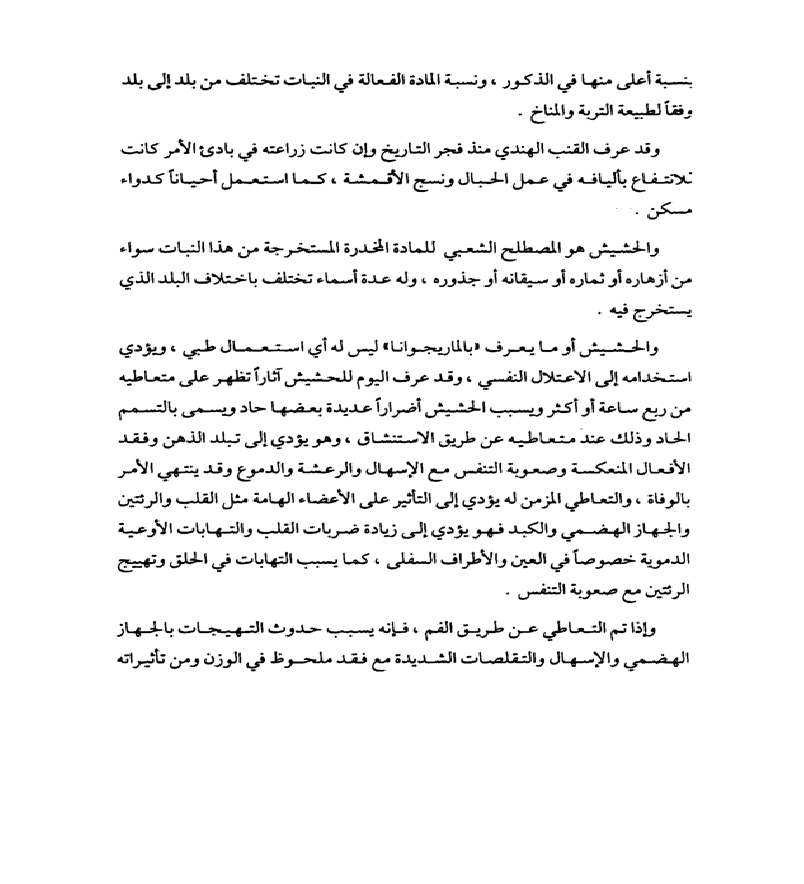 بنسبة أعلى منها في الذكور ، ونسبة المادة الفعالة في النبات تختلف من بلد إلى بلد
وفقاً لطبيعة التربة والمناخ .
وقد عرف القنب الهندي منذ فجر التاريخ وإن كانت زراعته في بادئ الأمر كانت
للانتفاع بأليافه في عمل الحبال ونسج الأقمشة ، كما استعمل أحياناً كدواء
مسكن .
والحشيش هو المصطلح الشعبي للمادة المخدرة المستخرجة من هذا النبات سواء
من أزهاره أو ثماره أو سيقانه أو جذوره ، وله عدة أسماء تختلف باختلاف البلد الذي
يستخرج فيه .
والحشيش أو ما يعرف «بالماريجوانا» ليس له أي استعمال طبي ، ويؤدي
استخدامه إلى الاعتلال النفسي ، وقد عرف اليوم للحشيش آثاراً تظهر على متعاطيه
من ربع ساعة أو أكثر ويسبب الحشيش أضراراً عديدة بعضها حاد ويسمى بالتسمم
الحاد وذلك عند متعاطيه عن طريق الاستنشاق ، وهو يؤدي إلى تبلد الذهن وفقد
الأفعال المنعكسة وصعوبة التنفس مع الإسهال والرعشة والدموع وقد ينتهي الأمر
بالوفاة ، والتعاطي المزمن له يؤدي إلى التأثير على الأعضاء الهامة مثل القلب والرئتين
والجهاز الهضمي والكبد فهو يؤدي إلى زيادة ضربات القلب والتهابات الأوعية
الدموية خصوصاً في العين والأطراف السفلى ، كما يسبب التهابات في الحلق وتهييج
الرئتين مع صعوبة التنفس .
وإذا تم التعاطي عن طريق الفم ، فإنه يسبب حدوث التهيجات بالجهاز
الهضمي والإسهال والتقلصات الشديدة مع فقد ملحوظ في الوزن ومن تأثيراته